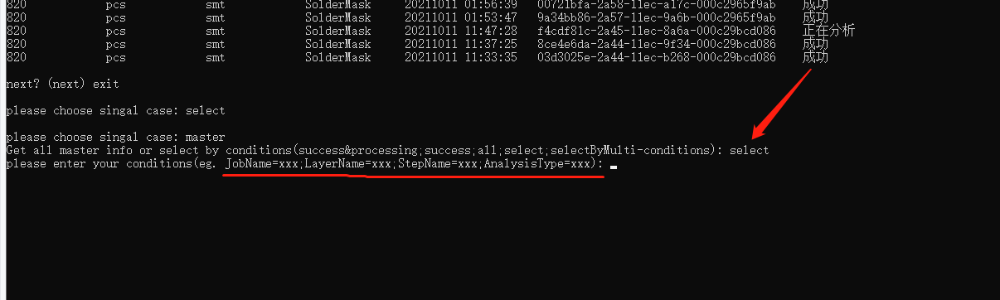 820 pcs smt SolderMask 20211011 01:56:39 00721bfa-2a58-11ec-a17c-000c2965f9ab 成功
820 pcs smt SolderMask 20211011 01:53:47 9a34bb86-2a57-11ec-9a6b-000c2965f9ab 成功
820 pcs smt SolderMask 20211011 11:47:28 f4cdf81c-2a45-11ec-8a6a-000c29bcd086 正在分析
820 pcs smt SolderMask 20211011 11:37:25 8ce4e6da-2a44-11ec-9f34-000c29bcd086 成功
820 pcs smt SolderMask 20211011 11:33:35 03d3025e-2a44-11ec-b268-000c29bcd086 成功
next? (next) exit
please choose singal case: select
please choose singal case: master
Get all master info or select by conditions(success&processing;success;all;select;selectByMulti-conditions): select
please enter your conditions(eg. JobName=xxx;LayerName=xxx;StepName=xxx;AnalysisType=xxx):